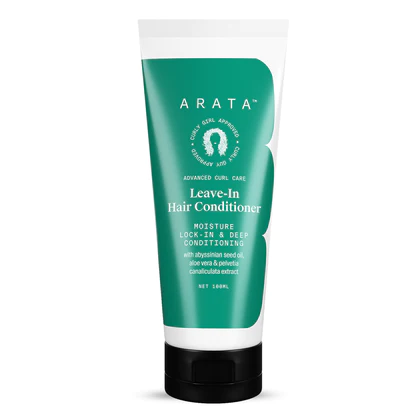 ARATA™
CURLY GIRL APPROVED • CURLY GUY APPROVED •
ADVANCED CURL CARE
Leave-In
Hair Conditioner
MOISTURE
LOCK-IN & DEEP
CONDITIONING
with abyssinian seed oil,
aloe vera & pelvetia
canaliculata extract
NET 100ML